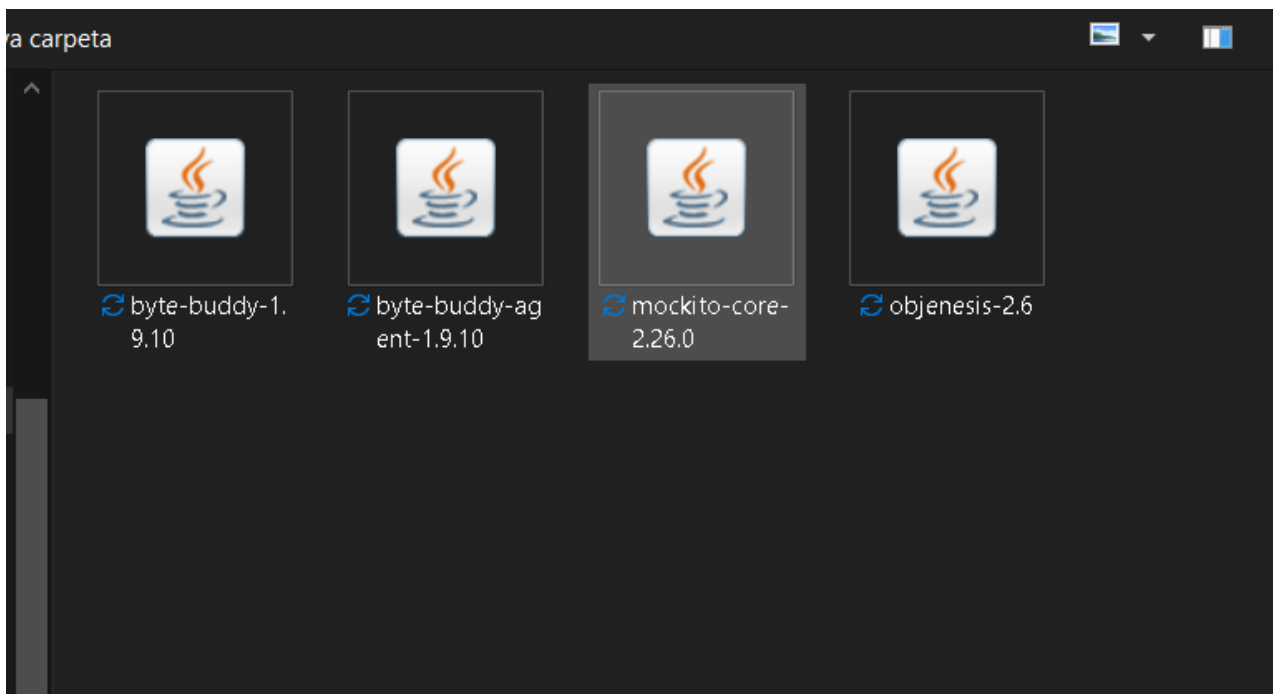 va carpeta
byte-buddy-1.
9.10
byte-buddy-ag
ent-1.9.10
mockito-core-
2.26.0
objenesis-2.6